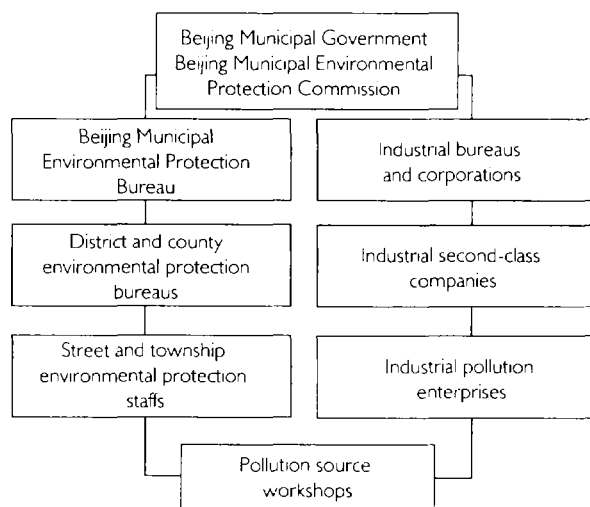 Beijing Municipal Government
Beijing Municipal Environmental
Protection Commission
Beijing Municipal
Environmental Protection
Bureau
Industrial bureaus
and corporations
District and county
environmental protection
bureaus
Industrial second-class
companies
Street and township
environmental protection
staffs
Industrial pollution
enterprises
Pollution source
workshops